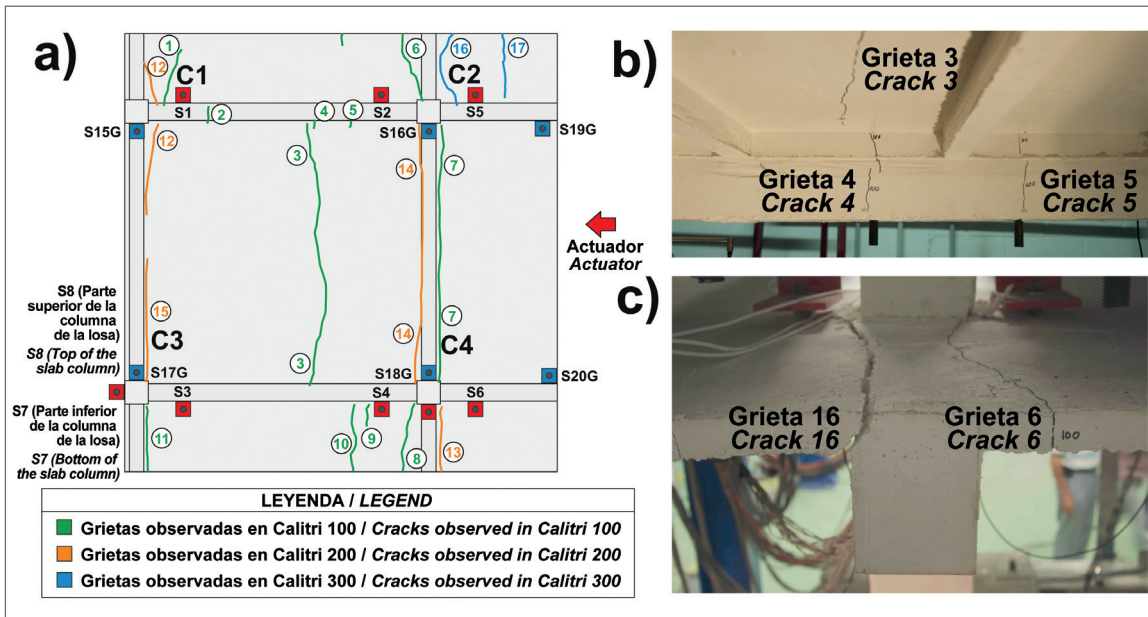 a)
1
6
16
17
12
C1
C2
S1
2
4
5
S2
S5
S15G
S16G
S19G
12
3
14
7
Actuador
Actuator
S8 (Parte
superior de la
columna
de la losa)
S8 (Top of the
slab column)
15
C3
14
7
C4
3
S17G
S18G
S20G
S3
S4
S6
S7 (Parte inferior
de la columna
de la losa)
S7 (Bottom of
the slab column)
11
10
9
8
13
LEYENDA / LEGEND
Grietas observadas en Calitri 100 / Cracks observed in Calitri 100
Grietas observadas en Calitri 200 / Cracks observed in Calitri 200
Grietas observadas en Calitri 300 / Cracks observed in Calitri 300
b)
Grieta 3
Crack 3
100
100
Grieta 4
Crack 4
100
100
Grieta 5
Crack 5
c)
Grieta 16
Crack 16
Grieta 6
Crack 6
100